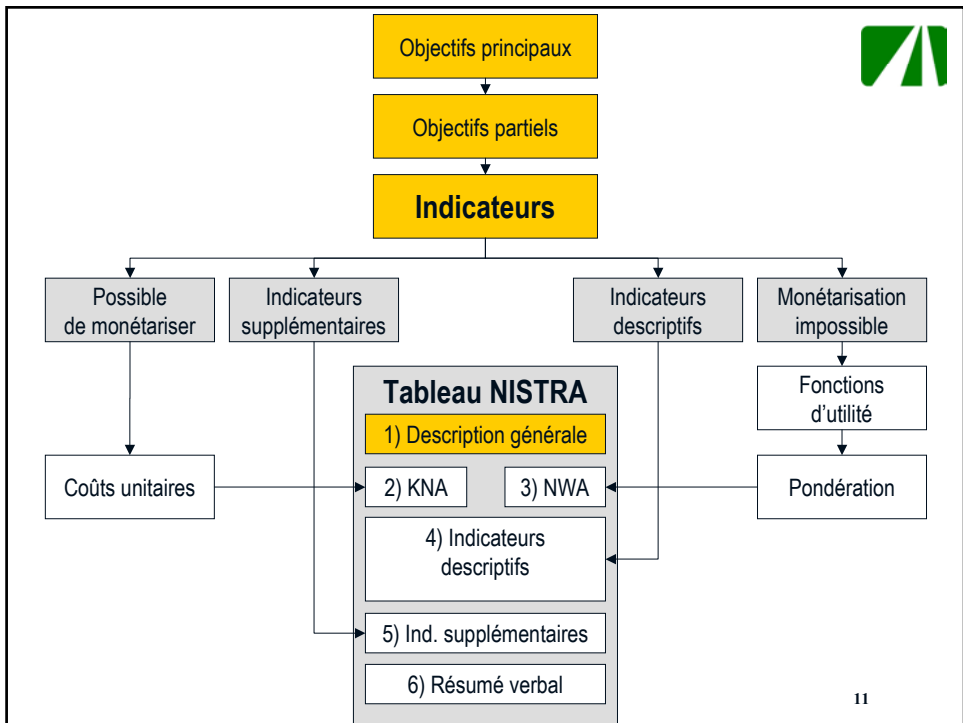 Objectifs principaux
Objectifs partiels
Indicateurs
Possible
de monétariser
Indicateurs
supplémentaires
Indicateurs
descriptifs
Monétarisation
impossible
Fonctions
d’utilité
Tableau NISTRA
1) Description générale
Coûts unitaires
2) KNA
3) NWA
Pondération
4) Indicateurs
descriptifs
5) Ind. supplémentaires
6) Résumé verbal
11